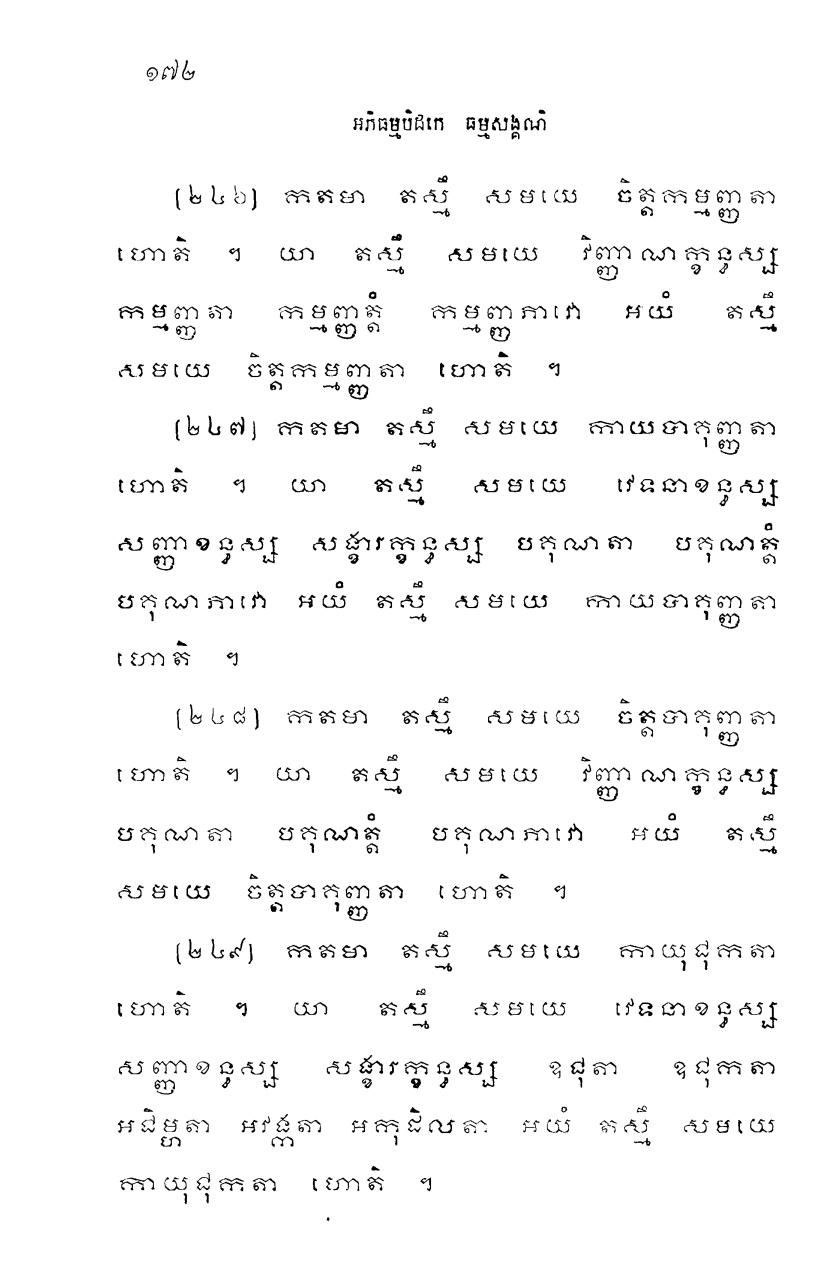 ១៧២
អភិធម្មបិដកេ ធម្មសង្គណិ
(២៤៦) កតមា តស្មឹ សមយេ ចិត្តកម្មញ្ញតា
ហោតិ ។ យា តស្មឹ សមយេ វិញ្ញាណក្ខន្ធស្ស
កម្មញ្ញតា កម្មញ្ញត្តំ កម្មញ្ញភាវោ អយំ តស្មឹ
សមយេ ចិត្តកម្មញ្ញតា ហោតិ ។
(២៤៧) កតមា តស្មឹ សមយេ កាយបាគុញ្ញតា
ហោតិ ។ យា តស្មឹ សមយេ វេទនាខន្ធស្ស
សញ្ញាខន្ធស្ស សង្ខារក្ខន្ធស្ស បគុណតា បគុណត្តំ
បគុណភាវោ អយំ តស្មឹ សមយេ កាយបាគុញ្ញតា
ហោតិ ។
(២៤៨) កតមា តស្មឹ សមយេ ចិត្តបាគុញ្ញតា
ហោតិ ។ យា តស្មឹ សមយេ វិញ្ញាណក្ខន្ធស្ស
បគុណតា បគុណត្តំ បគុណភាវោ អយំ តស្មឹ
សមយេ ចិត្តបាគុញ្ញតា ហោតិ ។
(២៤៩) កតមា តស្មឹ សមយេ កាយុជុកតា
ហោតិ ។ យា តស្មឹ សមយេ វេទនាខន្ធស្ស
សញ្ញាខន្ធស្ស សង្ខារក្ខន្ធស្ស ឧជុតា ឧជុកតា
អជិម្ហតា អវង្កតា អកុដិលតា អយំ តស្មឹ សមយេ
កាយុជុកតា ហោតិ ។